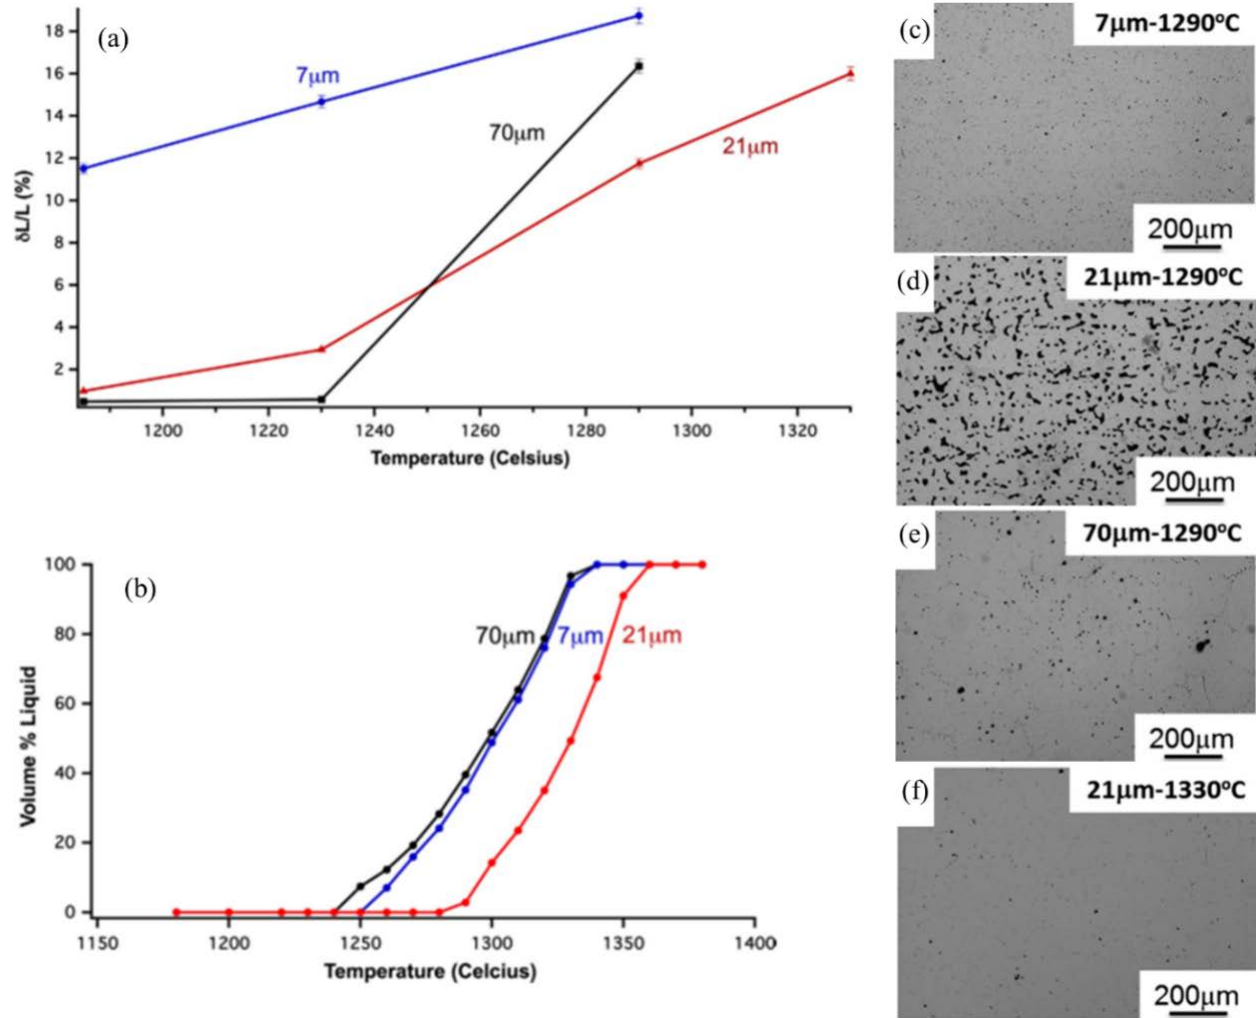 (a)
δL/L (%)
18
16
14
12
10
8
6
4
2
7µm
70µm
21µm
1200
1220
1240
1260
1280
1300
1320
Temperature (Celsius)
(b)
Volume % Liquid
100
80
60
40
20
0
70µm
7µm
21µm
1150
1200
1250
1300
1350
1400
Temperature (Celcius)
(c)
7µm-1290°C
200µm
(d)
21µm-1290°C
200µm
(e)
70µm-1290°C
200µm
(f)
21µm-1330°C
200µm